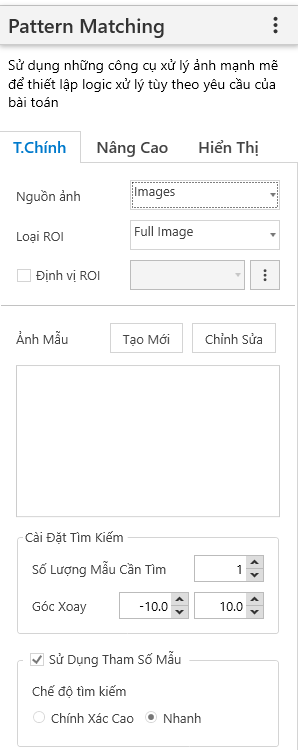 Pattern Matching
Sử dụng những công cụ xử lý ảnh mạnh mẽ
để thiết lập logic xử lý tùy theo yêu cầu của
bài toán
T.Chính Nâng Cao Hiển Thị
Nguồn ảnh Images
Loại ROI Full Image
Định vị ROI
Ảnh Mẫu Tạo Mới Chỉnh Sửa
Cài Đặt Tìm Kiếm
Số Lượng Mẫu Cần Tìm 1
Góc Xoay -10.0 10.0
Sử Dụng Tham Số Mẫu
Chế độ tìm kiếm
Chính Xác Cao Nhanh